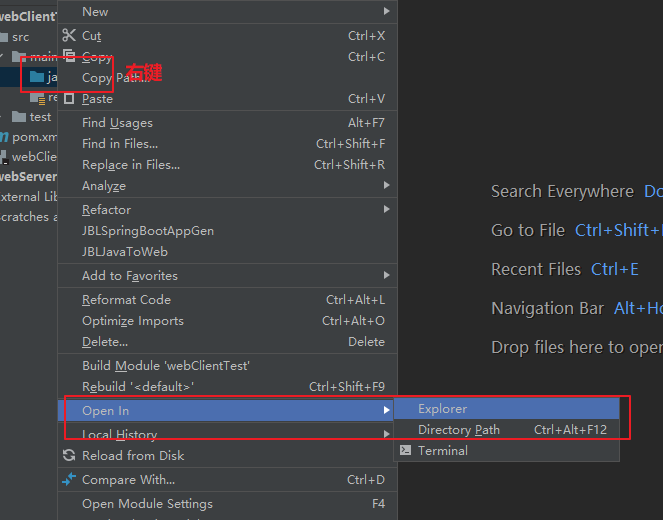 webClientT
src
main
ja
re
test
pom.xm
webClie
webServer
External Lib
Scratches a
右键
New
Cut Ctrl+X
Copy Ctrl+C
Copy Path...
Paste Ctrl+V
Find Usages Alt+F7
Find in Files... Ctrl+Shift+F
Replace in Files... Ctrl+Shift+R
Analyze
Refactor
JBLSpringBootAppGen
JBLJavaToWeb
Add to Favorites
Reformat Code Ctrl+Alt+L
Optimize Imports Ctrl+Alt+O
Delete... Delete
Build Module 'webClientTest'
Rebuild '<default>' Ctrl+Shift+F9
Open In
Local History
Reload from Disk
Compare With... Ctrl+D
Open Module Settings F4
Explorer
Directory Path Ctrl+Alt+F12
Terminal
Search Everywhere Do
Go to File Ctrl+Shift+
Recent Files Ctrl+E
Navigation Bar Alt+Ho
Drop files here to open